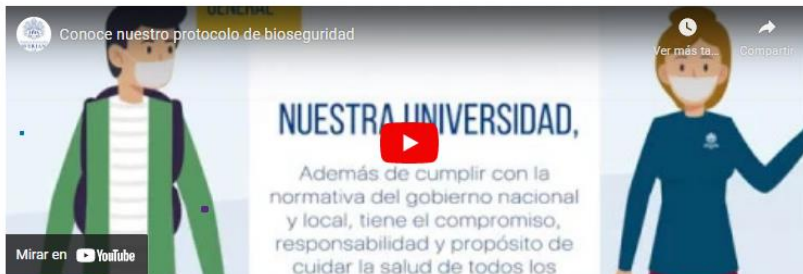 GENERAL
Conoce nuestro protocolo de bioseguridad
Ver más ta...
Compartir
NUESTRA UNIVERSIDAD,
Además de cumplir con la
normativa del gobierno nacional
y local, tiene el compromiso,
responsabilidad y propósito de
cuidar la salud de todos los
Mirar en YouTube